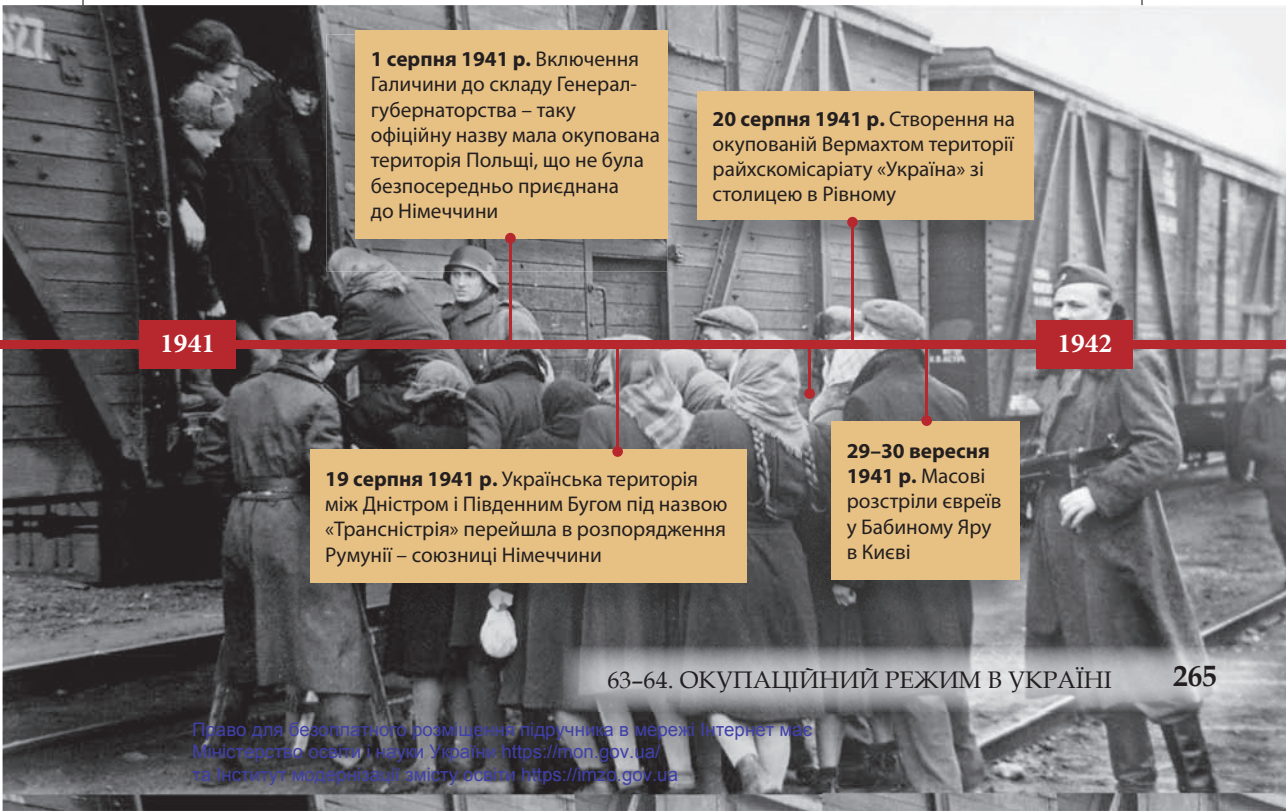 327
1 серпня 1941 р. Включення
Галичини до складу Генерал-
губернаторства – таку
офіційну назву мала окупована
територія Польщі, що не була
безпосередньо приєднана
до Німеччини
20 серпня 1941 р. Створення на
окупованій Вермахтом території
райхскомісаріату «Україна» зі
столицею в Рівному
1941
1942
19 серпня 1941 р. Українська територія
між Дністром і Південним Бугом під назвою
«Трансністрія» перейшла в розпорядження
Румунії – союзниці Німеччини
29–30 вересня
1941 р. Масові
розстріли євреїв
у Бабиному Яру
в Києві
63–64. ОКУПАЦІЙНИЙ РЕЖИМ В УКРАЇНІ 265
Право для безоплатного розміщення підручника в мережі Інтернет має
Міністерство освіти і науки України https://mon.gov.ua/
та Інститут модернізації змісту освіти https://imzo.gov.ua